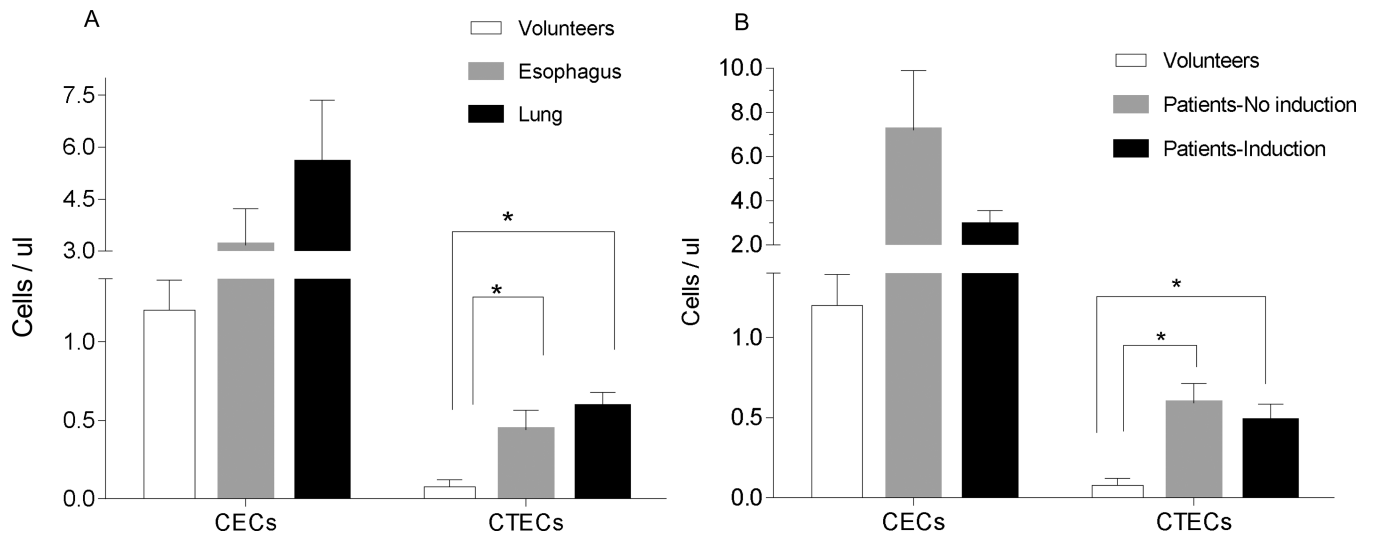 A
Volunteers
Esophagus
Lung
Cells / ul
7.5
6.0
4.5
3.0
1.0
0.5
0.0
*
*
CECs
CTECs
B
Volunteers
Patients-No induction
Patients-Induction
Cells / ul
10.0
8.0
6.0
4.0
2.0
1.0
0.5
0.0
*
*
CECs
CTECs